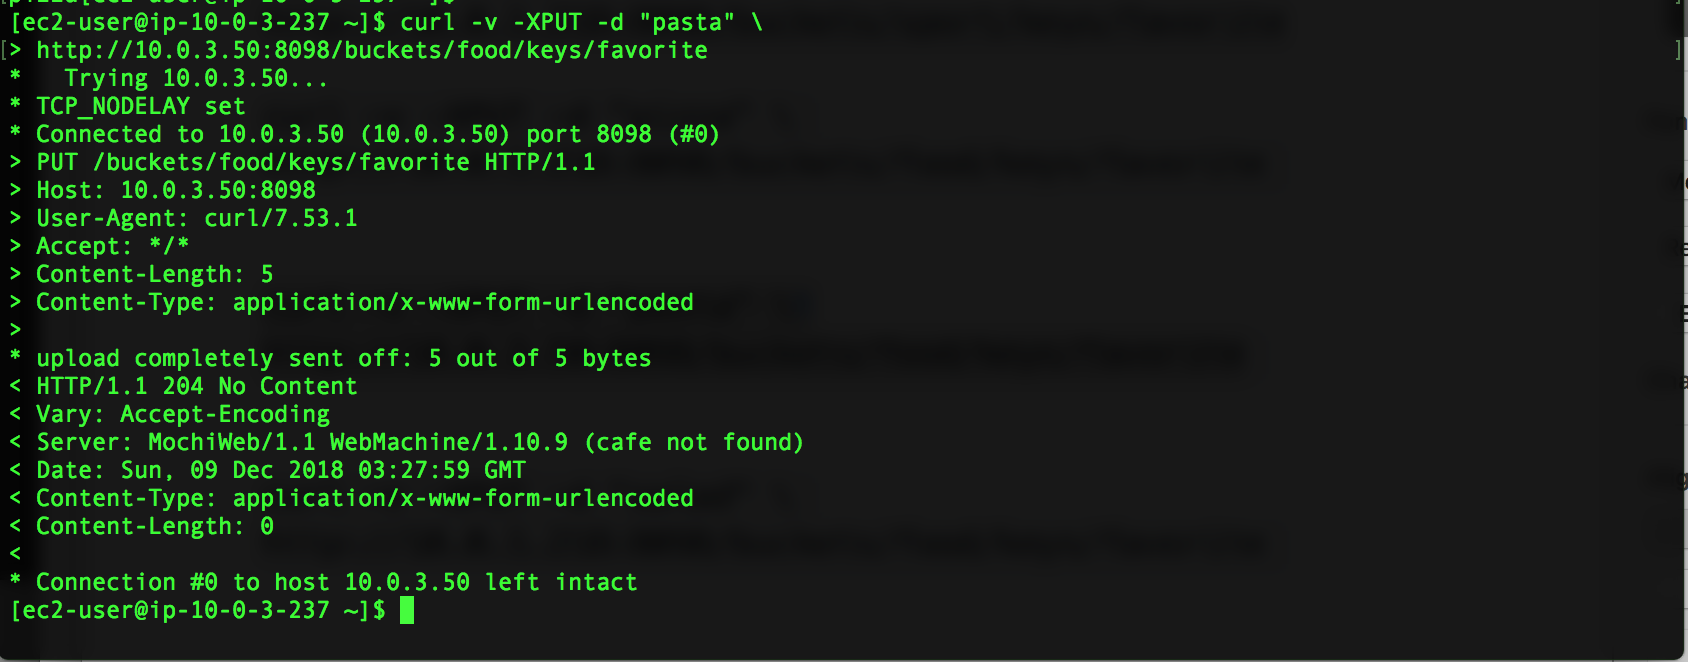 [ec2-user@ip-10-0-3-237 ~]$ curl -v -XPUT -d "pasta" \
[> http://10.0.3.50:8098/buckets/food/keys/favorite ]
*   Trying 10.0.3.50...
* TCP_NODELAY set
* Connected to 10.0.3.50 (10.0.3.50) port 8098 (#0)
> PUT /buckets/food/keys/favorite HTTP/1.1
> Host: 10.0.3.50:8098
> User-Agent: curl/7.53.1
> Accept: */*
> Content-Length: 5
> Content-Type: application/x-www-form-urlencoded
>
* upload completely sent off: 5 out of 5 bytes
< HTTP/1.1 204 No Content
< Vary: Accept-Encoding
< Server: MochiWeb/1.1 WebMachine/1.10.9 (cafe not found)
< Date: Sun, 09 Dec 2018 03:27:59 GMT
< Content-Type: application/x-www-form-urlencoded
< Content-Length: 0
<
* Connection #0 to host 10.0.3.50 left intact
[ec2-user@ip-10-0-3-237 ~]$